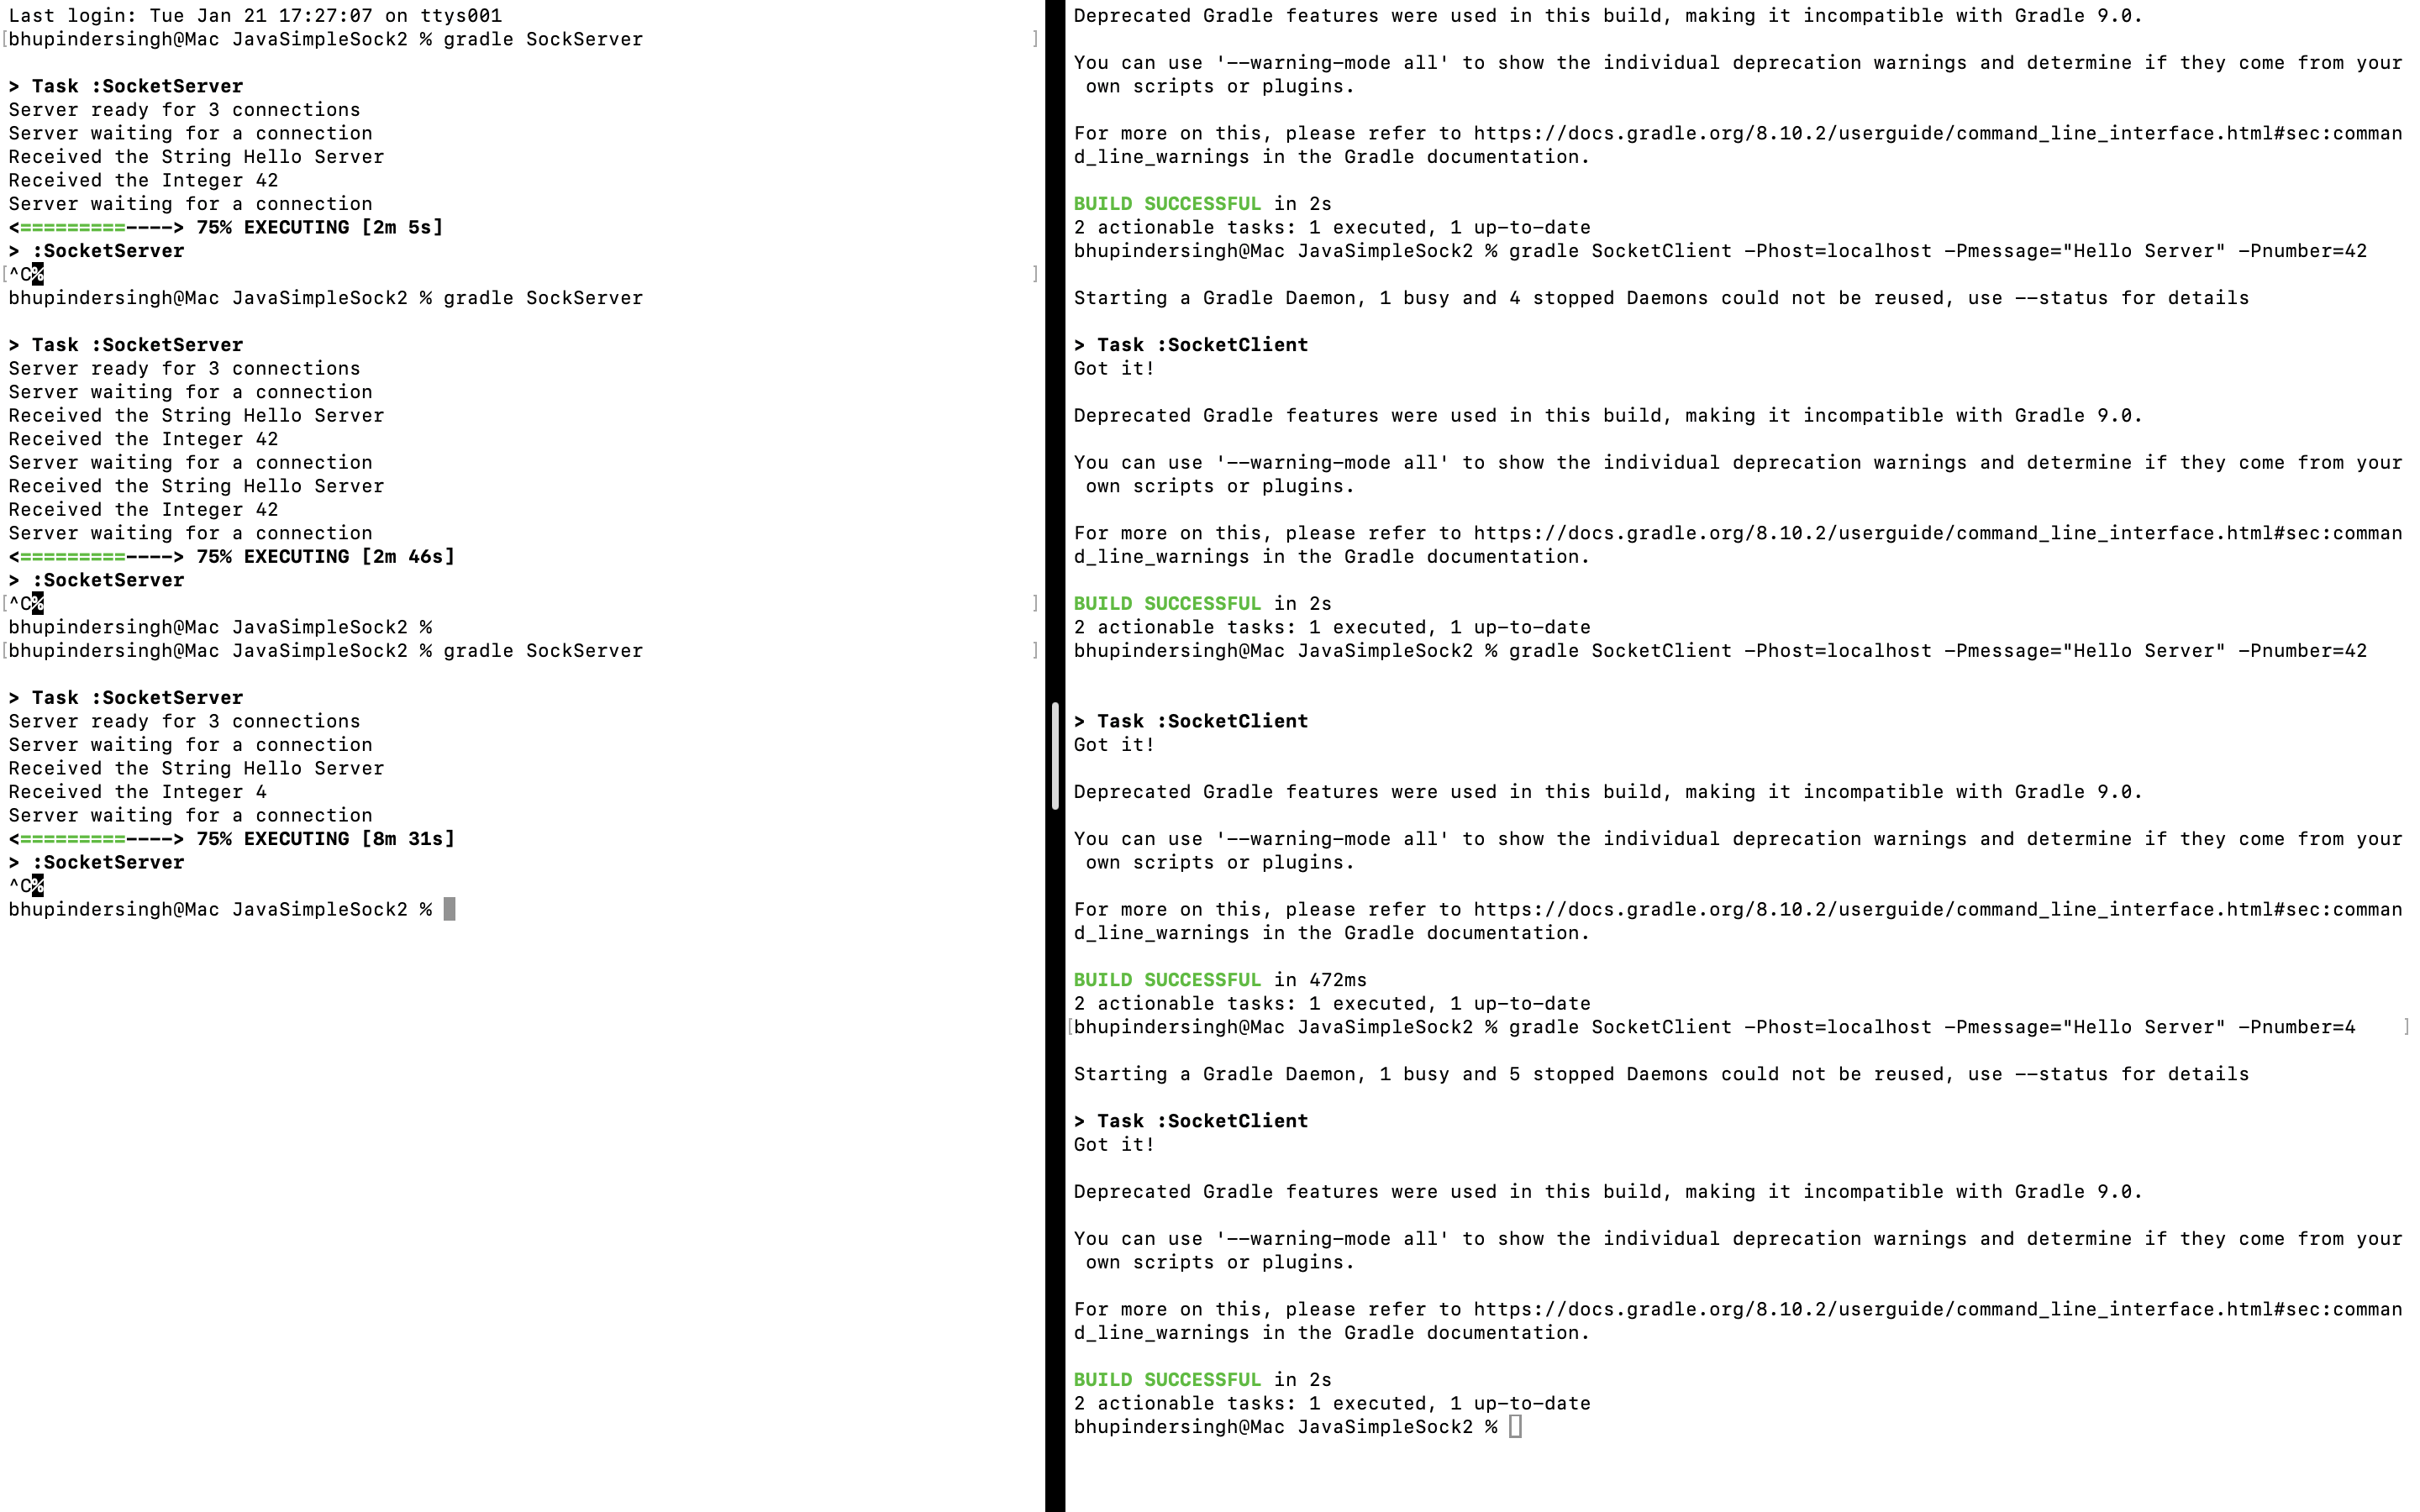 Last login: Tue Jan 21 17:27:07 on ttys001
[bhupindersingh@Mac JavaSimpleSock2 % gradle SockServer ]
> Task :SocketServer
Server ready for 3 connections
Server waiting for a connection
Received the String Hello Server
Received the Integer 42
Server waiting for a connection
<=========----> 75% EXECUTING [2m 5s]
> :SocketServer
[^C% ]
bhupindersingh@Mac JavaSimpleSock2 % gradle SockServer
> Task :SocketServer
Server ready for 3 connections
Server waiting for a connection
Received the String Hello Server
Received the Integer 42
Server waiting for a connection
Received the String Hello Server
Received the Integer 42
Server waiting for a connection
<=========----> 75% EXECUTING [2m 46s]
> :SocketServer
[^C% ]
bhupindersingh@Mac JavaSimpleSock2 %
[bhupindersingh@Mac JavaSimpleSock2 % gradle SockServer ]
> Task :SocketServer
Server ready for 3 connections
Server waiting for a connection
Received the String Hello Server
Received the Integer 4
Server waiting for a connection
<=========----> 75% EXECUTING [8m 31s]
> :SocketServer
^C%
bhupindersingh@Mac JavaSimpleSock2 %
Deprecated Gradle features were used in this build, making it incompatible with Gradle 9.0.
You can use '--warning-mode all' to show the individual deprecation warnings and determine if they come from your
own scripts or plugins.
For more on this, please refer to https://docs.gradle.org/8.10.2/userguide/command_line_interface.html#sec:comman
d_line_warnings in the Gradle documentation.
BUILD SUCCESSFUL in 2s
2 actionable tasks: 1 executed, 1 up-to-date
bhupindersingh@Mac JavaSimpleSock2 % gradle SocketClient -Phost=localhost -Pmessage="Hello Server" -Pnumber=42
Starting a Gradle Daemon, 1 busy and 4 stopped Daemons could not be reused, use --status for details
> Task :SocketClient
Got it!
Deprecated Gradle features were used in this build, making it incompatible with Gradle 9.0.
You can use '--warning-mode all' to show the individual deprecation warnings and determine if they come from your
own scripts or plugins.
For more on this, please refer to https://docs.gradle.org/8.10.2/userguide/command_line_interface.html#sec:comman
d_line_warnings in the Gradle documentation.
BUILD SUCCESSFUL in 2s
2 actionable tasks: 1 executed, 1 up-to-date
bhupindersingh@Mac JavaSimpleSock2 % gradle SocketClient -Phost=localhost -Pmessage="Hello Server" -Pnumber=42
> Task :SocketClient
Got it!
Deprecated Gradle features were used in this build, making it incompatible with Gradle 9.0.
You can use '--warning-mode all' to show the individual deprecation warnings and determine if they come from your
own scripts or plugins.
For more on this, please refer to https://docs.gradle.org/8.10.2/userguide/command_line_interface.html#sec:comman
d_line_warnings in the Gradle documentation.
BUILD SUCCESSFUL in 472ms
2 actionable tasks: 1 executed, 1 up-to-date
[bhupindersingh@Mac JavaSimpleSock2 % gradle SocketClient -Phost=localhost -Pmessage="Hello Server" -Pnumber=4 ]
Starting a Gradle Daemon, 1 busy and 5 stopped Daemons could not be reused, use --status for details
> Task :SocketClient
Got it!
Deprecated Gradle features were used in this build, making it incompatible with Gradle 9.0.
You can use '--warning-mode all' to show the individual deprecation warnings and determine if they come from your
own scripts or plugins.
For more on this, please refer to https://docs.gradle.org/8.10.2/userguide/command_line_interface.html#sec:comman
d_line_warnings in the Gradle documentation.
BUILD SUCCESSFUL in 2s
2 actionable tasks: 1 executed, 1 up-to-date
bhupindersingh@Mac JavaSimpleSock2 %